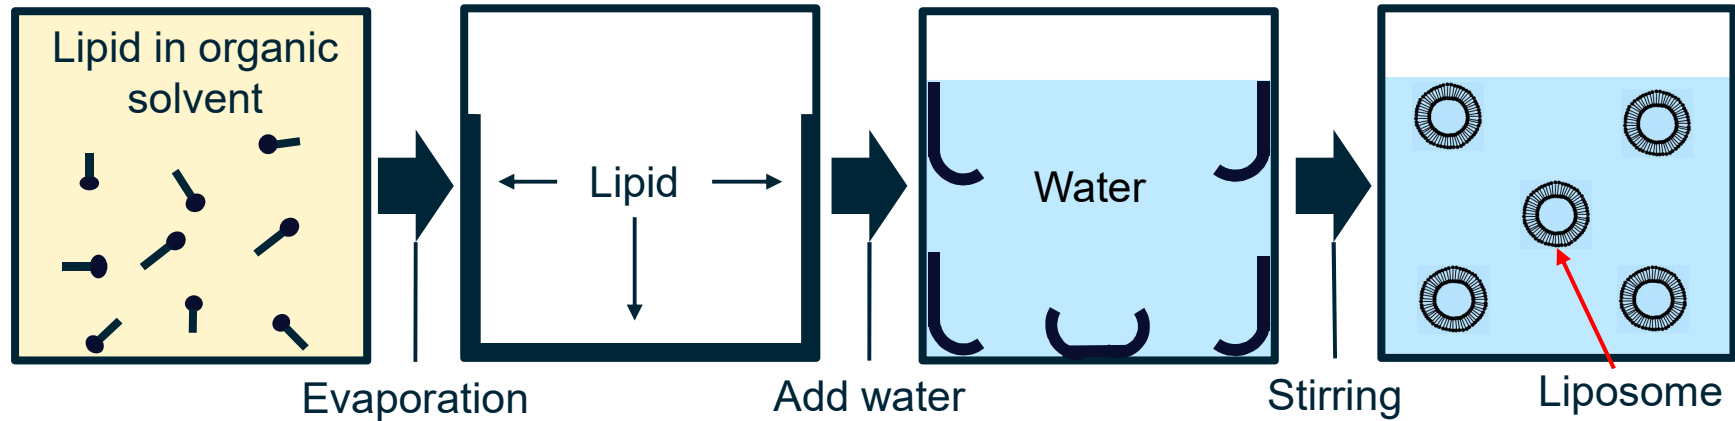 Lipid in organic
solvent
Lipid
Water
Evaporation
Add water
Stirring
Liposome